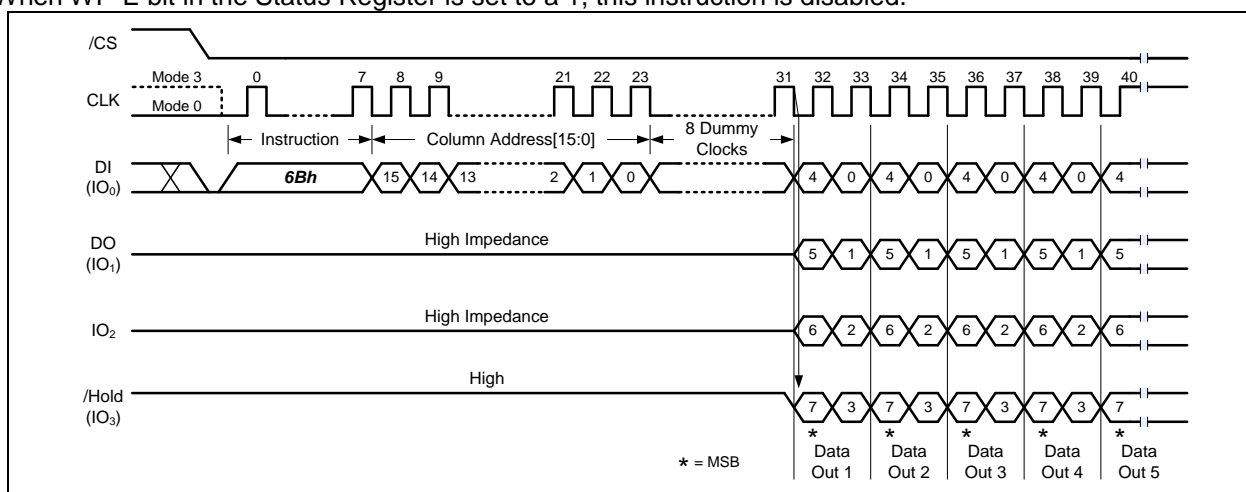 When WP-E bit in the Status Register is set to a 1, this instruction is disabled.
/CS
Mode 3 0 7 8 9 21 22 23 31 32 33 34 35 36 37 38 39 40
CLK
Mode 0
Instruction Column Address[15:0] 8 Dummy
Clocks
DI
(IO0)
6Bh 15 14 13 2 1 0 4 0 4 0 4 0 4 0 4
High Impedance
DO
(IO1)
5 1 5 1 5 1 5 1 5
High Impedance
IO2
6 2 6 2 6 2 6 2 6
High
/Hold
(IO3)
7 3 7 3 7 3 7 3 7
* * * * *
* = MSB
Data
Out 1
Data
Out 2
Data
Out 3
Data
Out 4
Data
Out 5